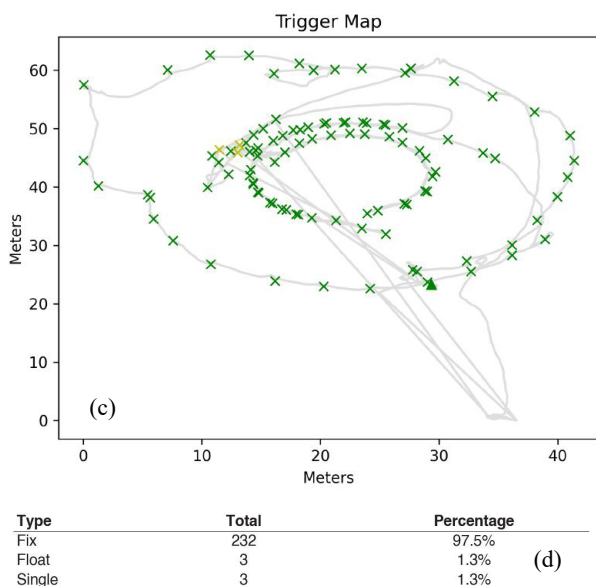 Trigger Map
60
50
40
30
20
10
0
Meters
(c)
0 10 20 30 40
Meters
Type Total Percentage
Fix 232 97.5%
Float 3 1.3% (d)
Single 3 1.3%